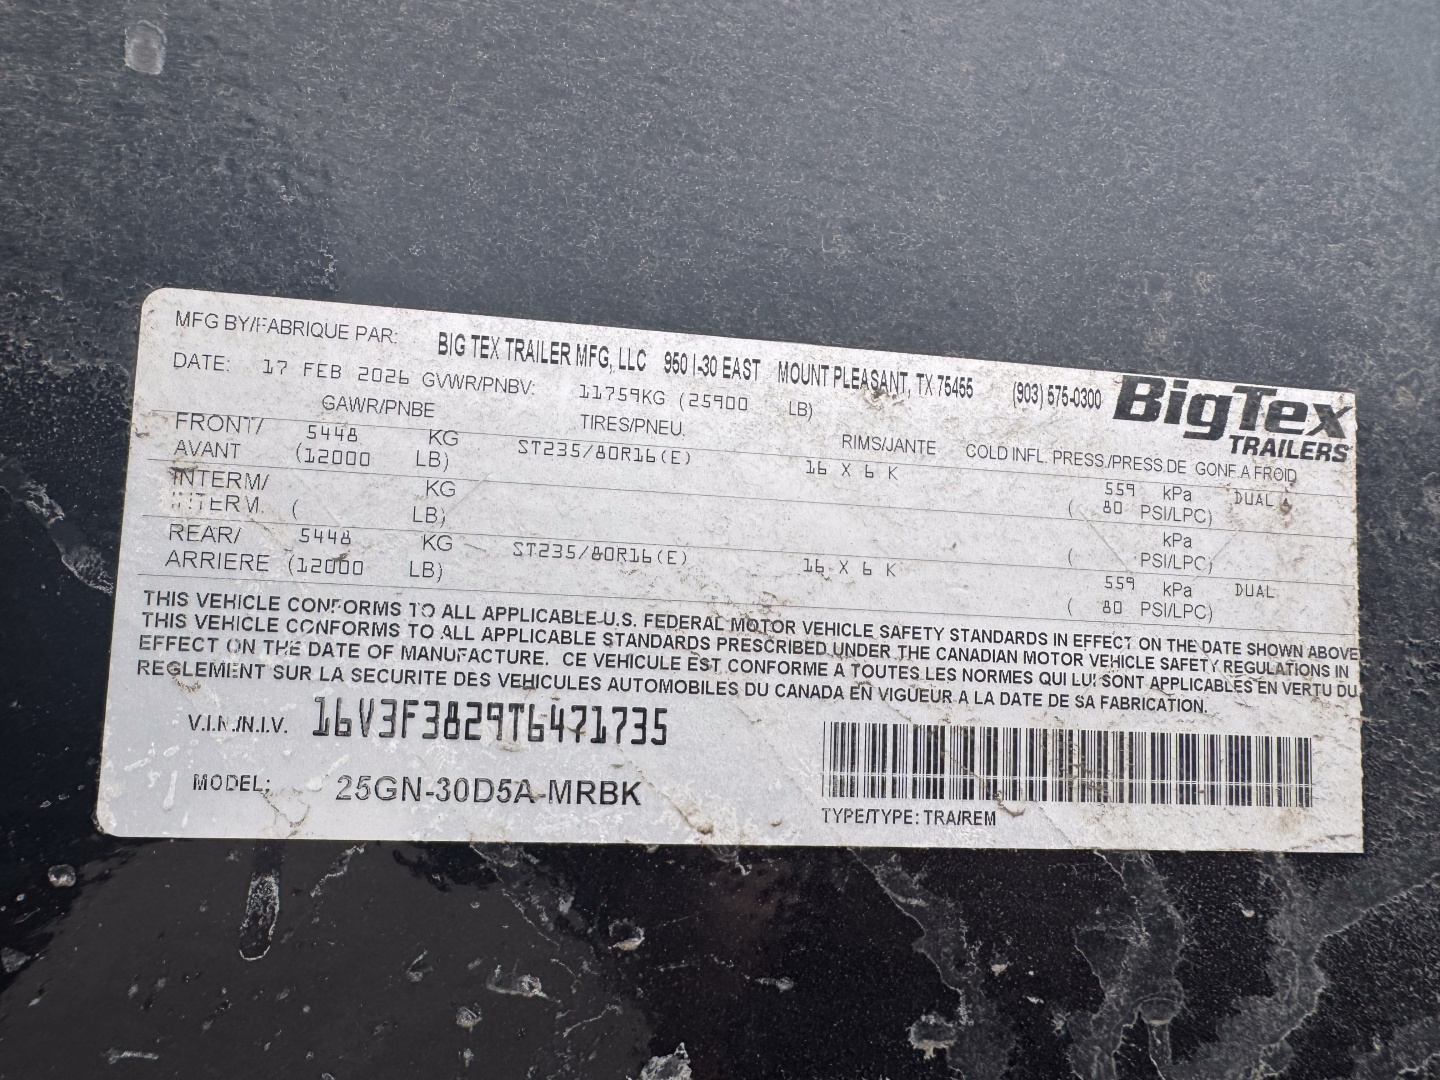 MFG BY/FABRIQUE PAR: BIG TEX TRAILER MFG, LLC 950 I-30 EAST MOUNT PLEASANT, TX 75455 (903) 575-0300 BigTex TRAILERS
DATE: 17 FEB 2026 GVWR/PNBV: 11759KG (25900 LB)
GAWR/PNBE TIRES/PNEU. RIMS/JANTE COLD INFL. PRESS./PRESS.DE GONF.A FROID
FRONT/ 5448 KG ST235/80R16(E) 16 X 6 K 559 kPa DUAL
AVANT (12000 LB) ( 80 PSI/LPC)
INTERM/ KG kPa
INTERM. ( LB) ( PSI/LPC)
REAR/ 5448 KG ST235/80R16(E) 16 X 6 K 559 kPa DUAL
ARRIERE (12000 LB) ( 80 PSI/LPC)
THIS VEHICLE CONFORMS TO ALL APPLICABLE U.S. FEDERAL MOTOR VEHICLE SAFETY STANDARDS IN EFFECT ON THE DATE SHOWN ABOVE
THIS VEHICLE CONFORMS TO ALL APPLICABLE STANDARDS PRESCRIBED UNDER THE CANADIAN MOTOR VEHICLE SAFETY REGULATIONS IN
EFFECT ON THE DATE OF MANUFACTURE. CE VEHICULE EST CONFORME A TOUTES LES NORMES QUI LUI SONT APPLICABLES EN VERTU DU
REGLEMENT SUR LA SECURITE DES VEHICULES AUTOMOBILES DU CANADA EN VIGUEUR A LA DATE DE SA FABRICATION.
V.I.N./N.I.V. 16V3F3829T6471735
MODEL: 25GN-30D5A-MRBK
TYPE/TYPE: TRA/REM